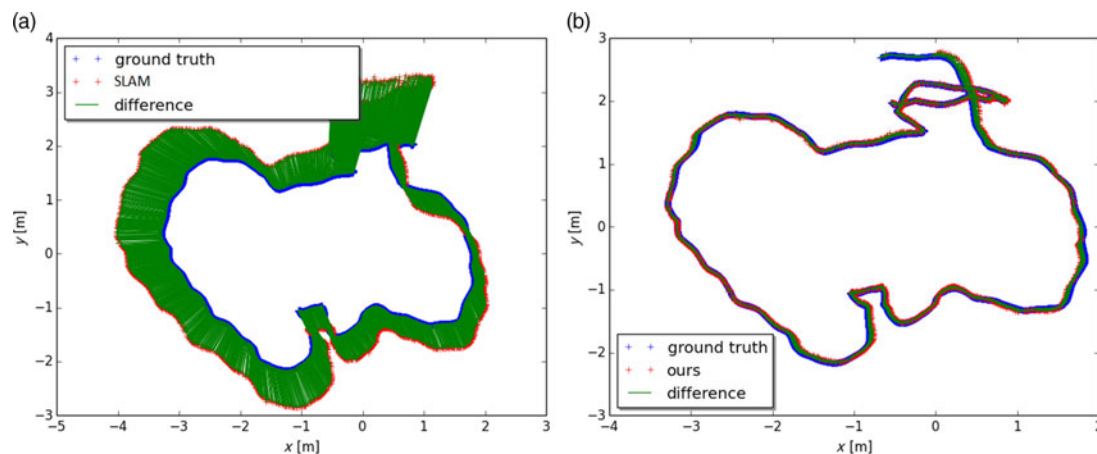 (a)
4
3
2
1
0
−1
−2
−3
y [m]
−5 −4 −3 −2 −1 0 1 2 3
x [m]
ground truth
SLAM
difference
(b)
3
2
1
0
−1
−2
−3
y [m]
−4 −3 −2 −1 0 1 2
x [m]
ground truth
ours
difference